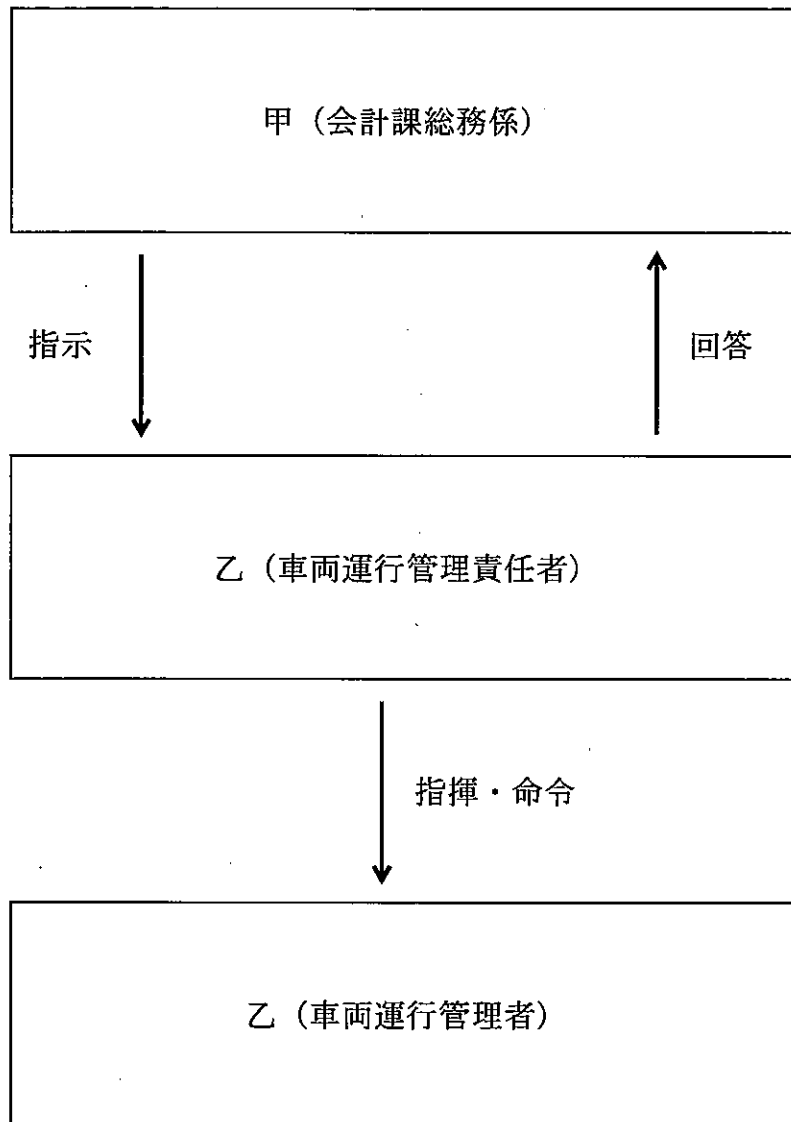 甲（会計課総務係）
指示
回答
乙（車両運行管理責任者）
指揮・命令
乙（車両運行管理者）